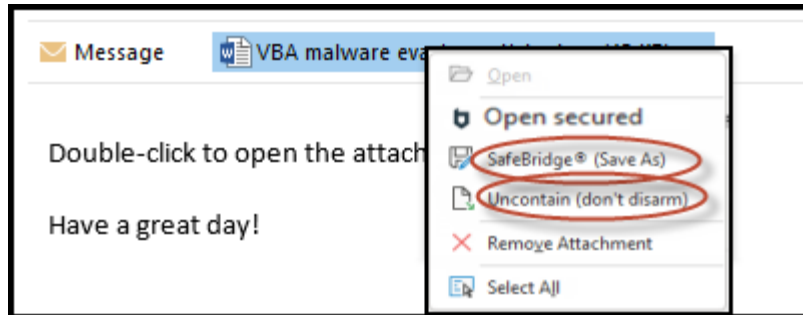 Message
VBA malware eva
Open
Open secured
SafeBridge® (Save As)
Uncontain (don't disarm)
Remove Attachment
Select All
Double-click to open the attach
Have a great day!